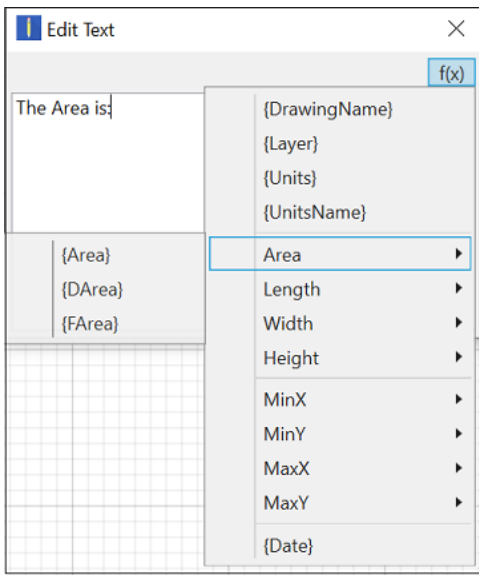 Edit Text
f(x)
The Area is:
{DrawingName}
{Layer}
{Units}
{UnitsName}
Area
Length
Width
Height
MinX
MinY
MaxX
MaxY
{Date}
{Area}
{DArea}
{FArea}